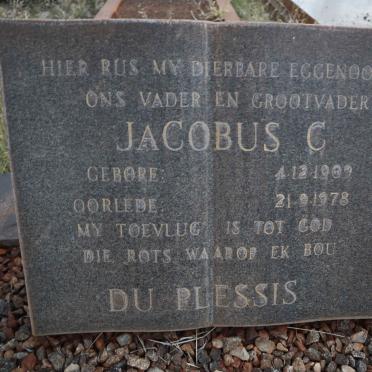 HIER RUS MY DIERBARE EGGENOO
ONS VADER EN GROOTVADER
JACOBUS C
GEBORE: 4.12.1909
OORLEDE: 21.9.1978
MY TOEVLUG IS TOT GOD
DIE ROTS WAAROP EK BOU
DU PLESSIS